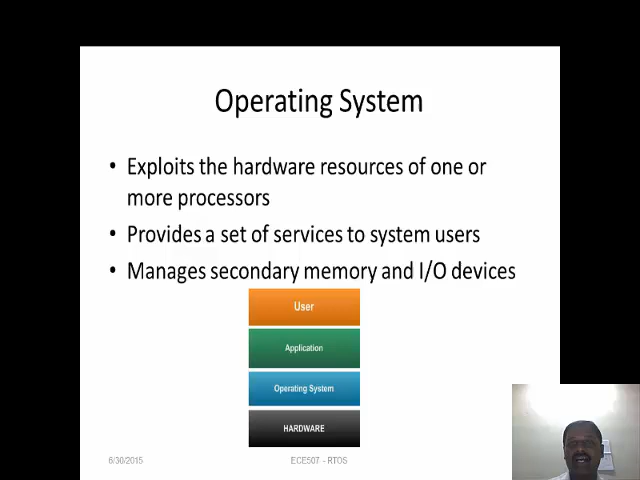 Operating System
• Exploits the hardware resources of one or
more processors
• Provides a set of services to system users
• Manages secondary memory and I/O devices
User
Application
Operating System
HARDWARE
6/30/2015
ECE507 - RTOS